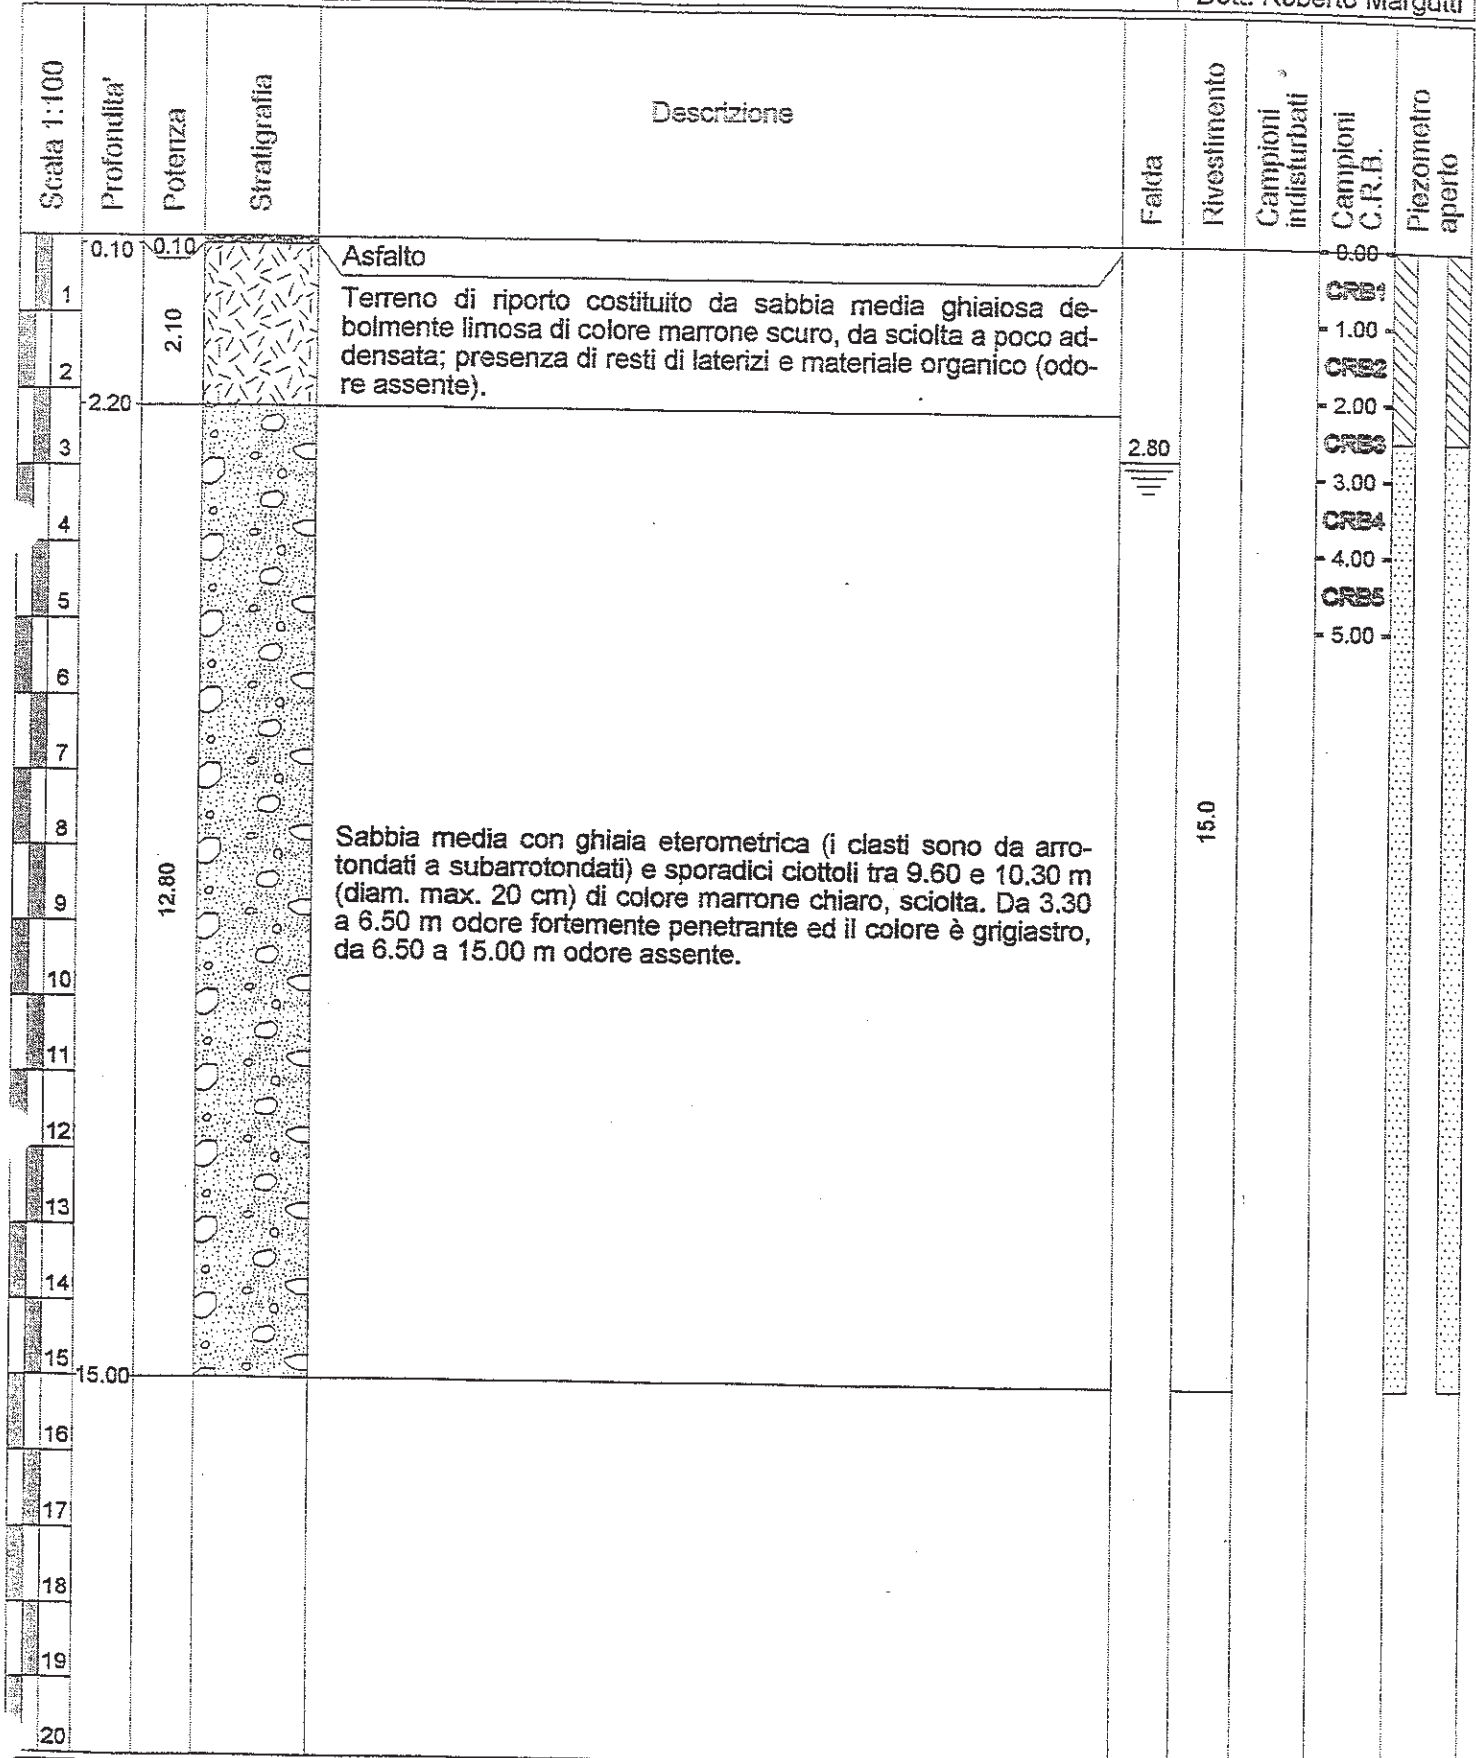 Dott. Roberto Margutti
Scala 1:100
Profondita'
Potenza
Stratigrafia
Descrizione
Falda
Rivestimento
Campioni
indisturbati
Campioni
C.R.B.
Piezometro
aperto
0.10
0.10
Asfalto
0.00
CRB1
1
2.10
Terreno di riporto costituito da sabbia media ghiaiosa de-
bolmente limosa di colore marrone scuro, da sciolta a poco ad-
densata; presenza di resti di laterizi e materiale organico (odo-
re assente).
1.00
CRB2
2
2.20
2.00
CRB3
3
2.80
3.00
CRB4
4
4.00
CRB5
5
5.00
6
7
8
12.80
15.0
Sabbia media con ghiaia eterometrica (i clasti sono da arro-
tondati a subarrotondati) e sporadici ciottoli tra 9.60 e 10.30 m
(diam. max. 20 cm) di colore marrone chiaro, sciolta. Da 3.30
a 6.50 m odore fortemente penetrante ed il colore è grigiastro,
da 6.50 a 15.00 m odore assente.
9
10
11
12
13
14
15
15.00
16
17
18
19
20